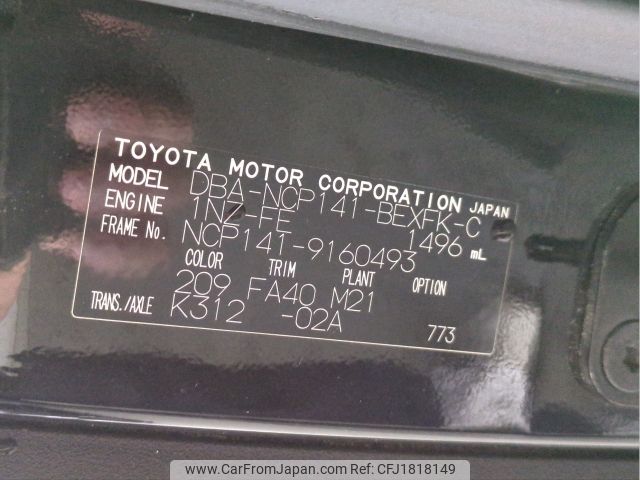 TOYOTA MOTOR CORPORATION JAPAN
MODEL DBA-NCP141-BEXFK-C
ENGINE 1NZ-FE 1496 mL
FRAME No. NCP141-9160493
COLOR TRIM PLANT OPTION
209 FA40 M21
TRANS./AXLE K312 -02A 773
www.CarFromJapan.com Ref No: CFJ1818149